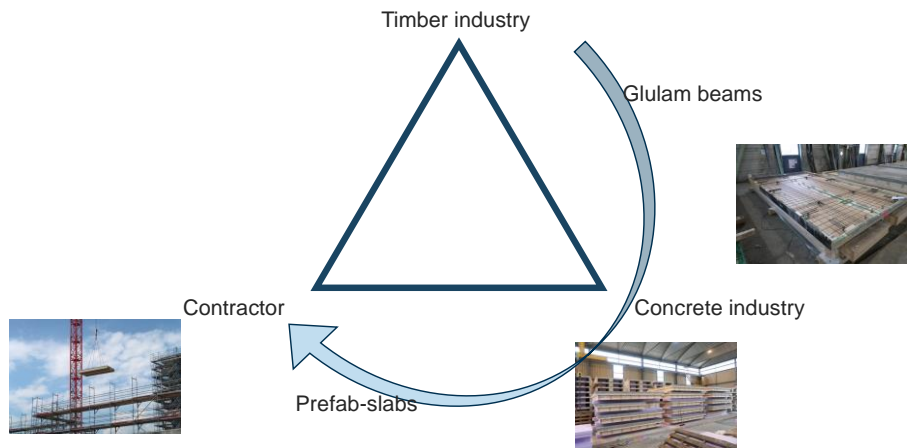 Timber industry
Glulam beams
Contractor
Concrete industry
Prefab-slabs